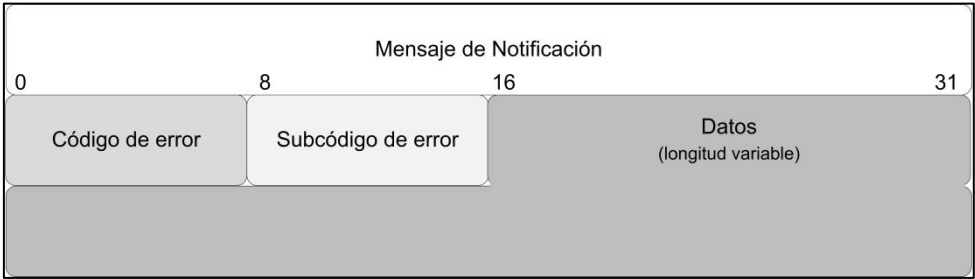 Mensaje de Notificación
0 8 16 31
Código de error Subcódigo de error Datos
(longitud variable)